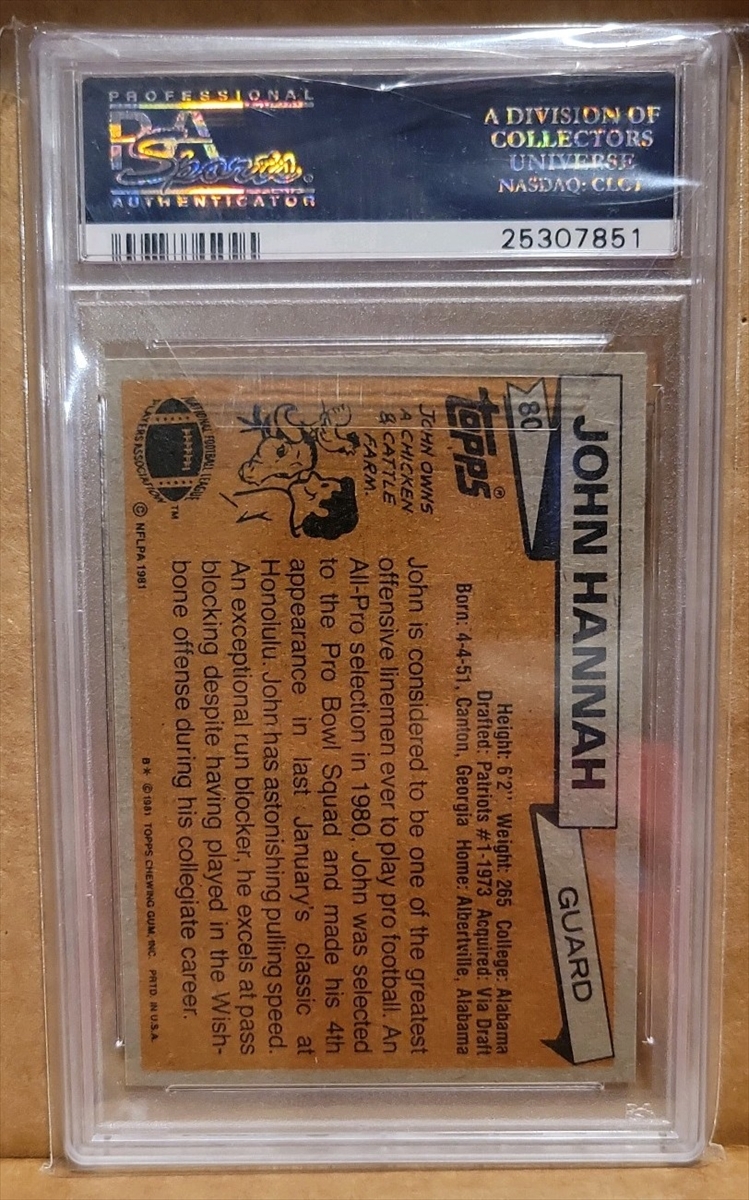 PROFESSIONAL
PSA
Sports
AUTHENTICATOR
A DIVISION OF
COLLECTORS
UNIVERSE
NASDAQ: CLCT
25307851
80
JOHN HANNAH
GUARD
topps®
Height: 6'2" Weight: 265 College: Alabama
Drafted: Patriots #1-1973 Acquired: Via Draft
Born: 4-4-51, Canton, Georgia Home: Albertville, Alabama
JOHN OWNS
A CHICKEN
& CATTLE
FARM.
John is considered to be one of the greatest
offensive linemen ever to play pro football. An
All-Pro selection in 1980, John was selected
to the Pro Bowl Squad and made his 4th
appearance in last January's classic at
Honolulu. John has astonishing pulling speed.
An exceptional run blocker, he excels at pass
blocking despite having played in the Wish-
bone offense during his collegiate career.
NATIONAL FOOTBALL LEAGUE
PLAYERS ASSOCIATION
TM
© NFLPA 1981
B* © 1981 TOPPS CHEWING GUM, INC. PRTD. IN U.S.A.